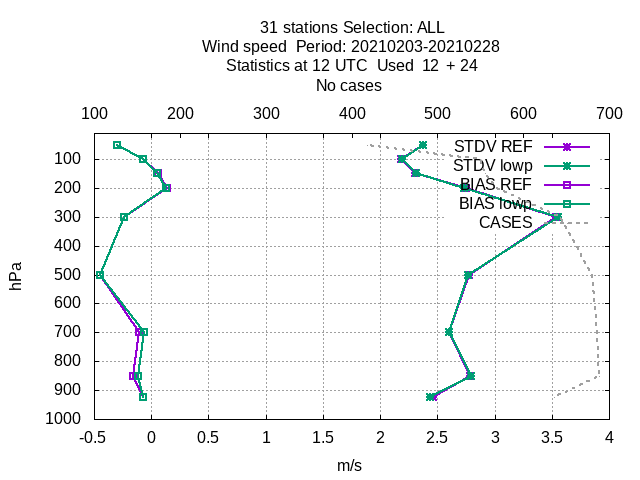 31 stations Selection: ALL
Wind speed  Period: 20210203-20210228
Statistics at 12 UTC  Used  12  + 24
No cases
100 200 300 400 500 600 700
STDV REF
STDV lowp
BIAS REF
BIAS lowp
CASES
100
200
300
400
500
600
700
800
900
1000
hPa
-0.5 0 0.5 1 1.5 2 2.5 3 3.5 4
m/s